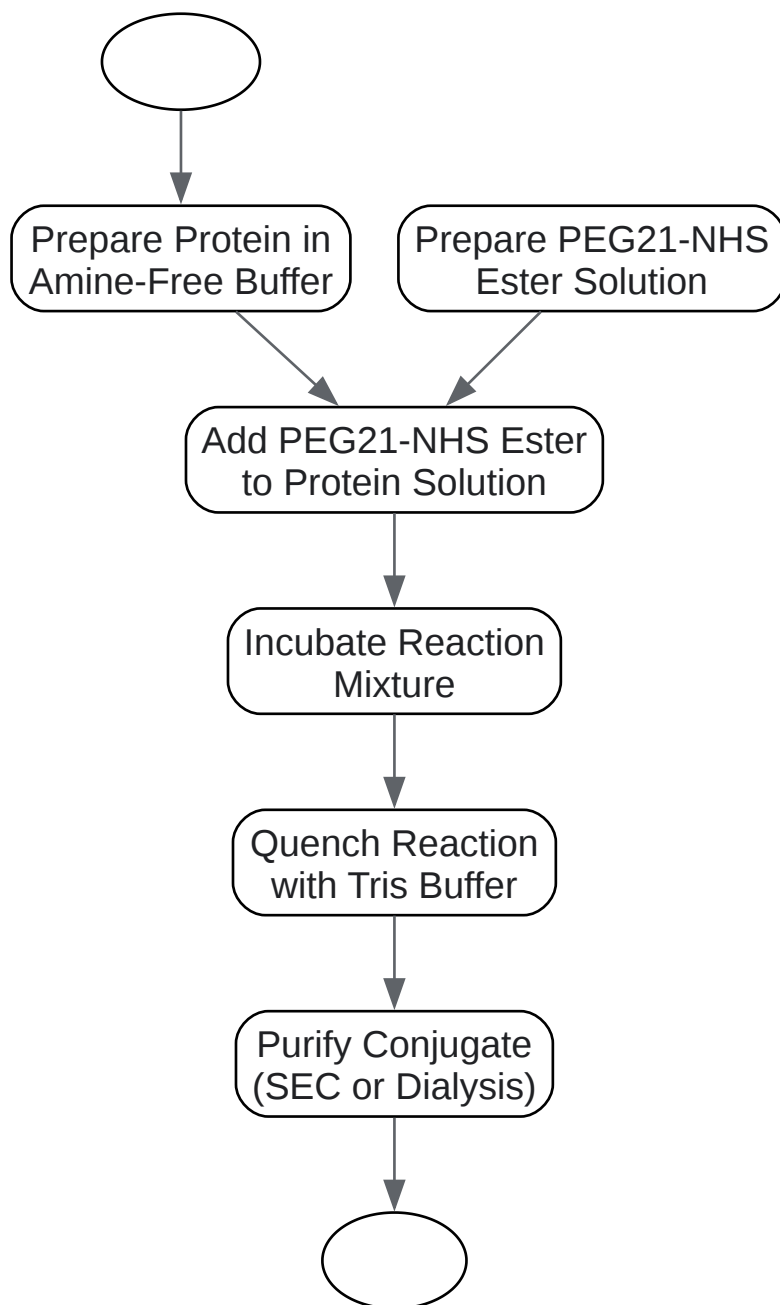 Prepare Protein in
Amine-Free Buffer
Prepare PEG21-NHS
Ester Solution
Add PEG21-NHS Ester
to Protein Solution
Incubate Reaction
Mixture
Quench Reaction
with Tris Buffer
Purify Conjugate
(SEC or Dialysis)